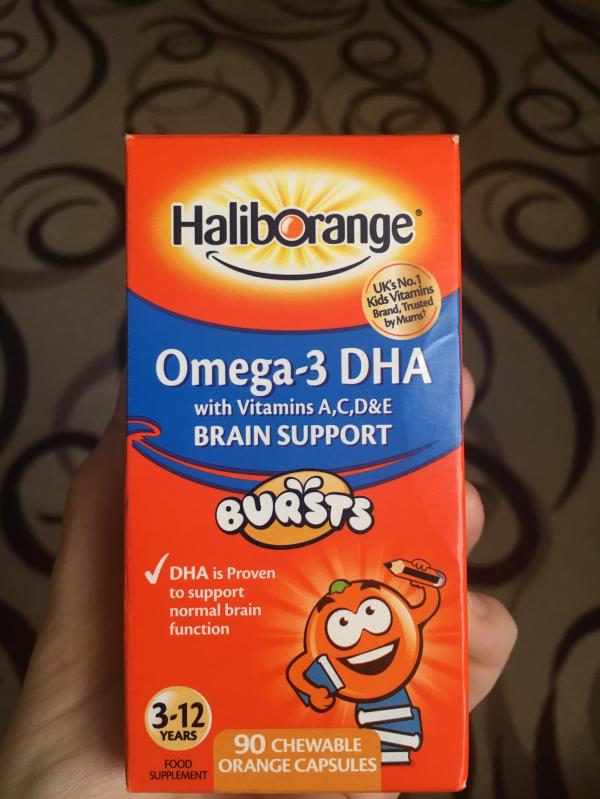 Haliborange®
UK's No.1
Kids Vitamins
Brand, Trusted
by Mums†
Omega-3 DHA
with Vitamins A,C,D&E
BRAIN SUPPORT
BURSTS
DHA is Proven
to support
normal brain
function
3-12
YEARS
FOOD
SUPPLEMENT
90 CHEWABLE
ORANGE CAPSULES